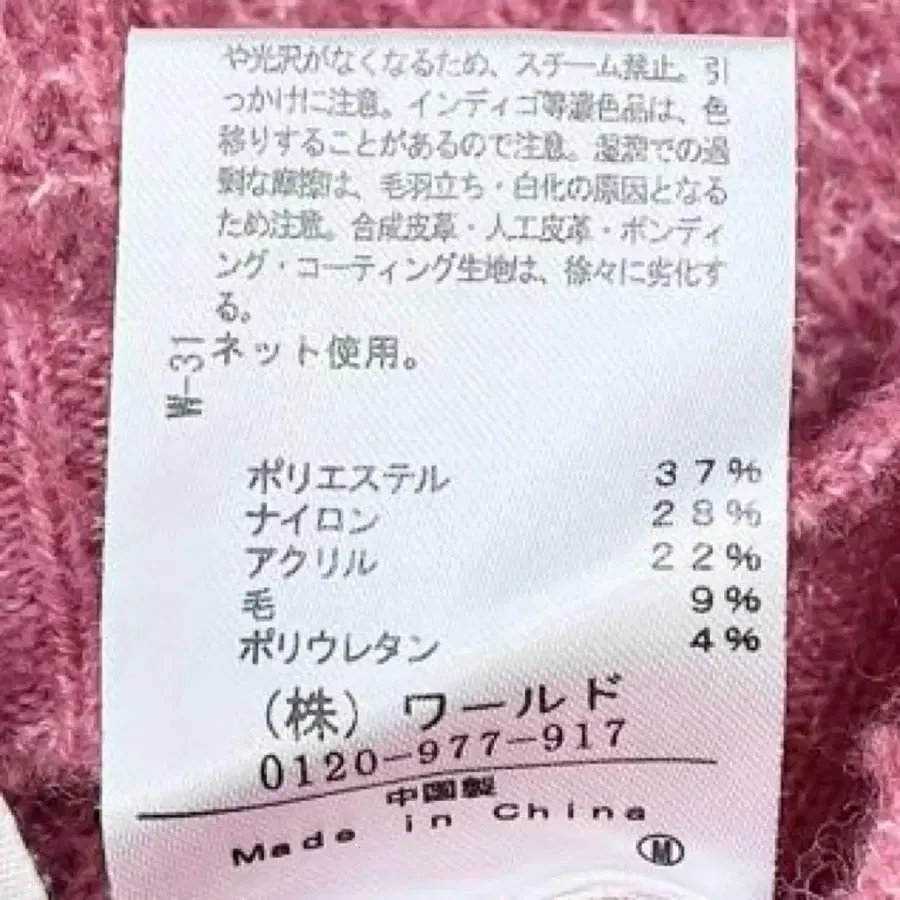 や光沢がなくなるため、スチーム禁止。引
っかけに注意。インディゴ等濃色品は、色
移りすることがあるので注意。湿潤での過
剰な摩擦は、毛羽立ち・白化の原因となる
ため注意。合成皮革・人工皮革・ボンディ
ング・コーティング生地は、徐々に劣化す
る。
ネット使用。
W-31
ポリエステル 37%
ナイロン 28%
アクリル 22%
毛 9%
ポリウレタン 4%
(株) ワールド
0120-977-917
中国製
Made in China
M